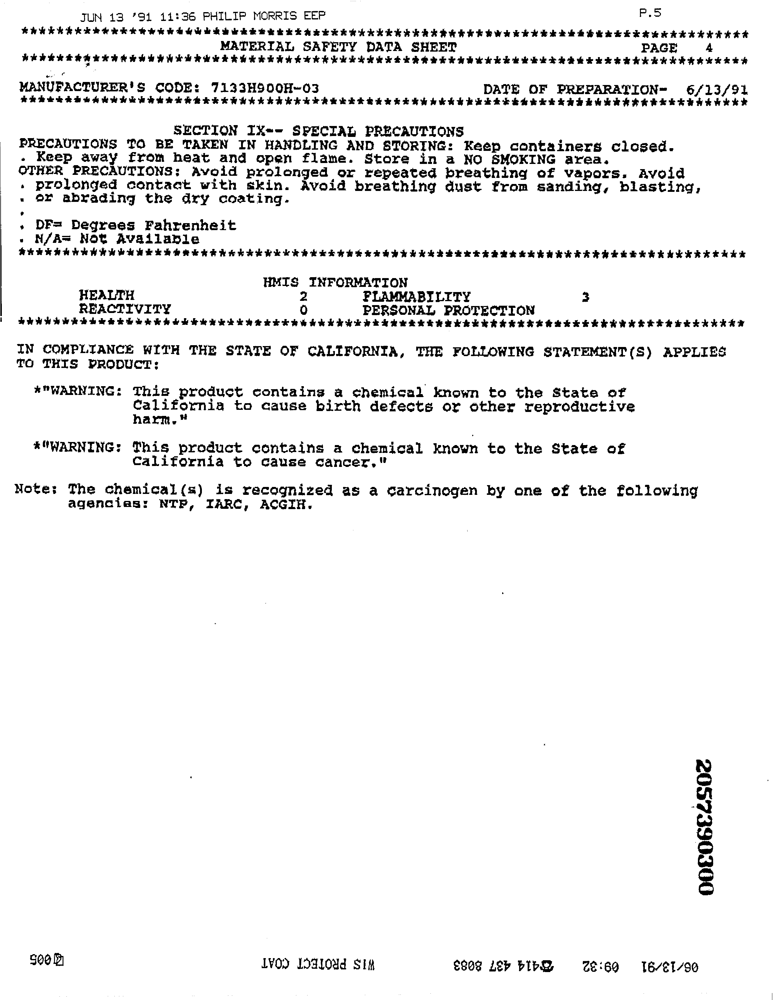 JUN 13 '91 11:36 PHILIP MORRIS EEP P.5
******************************************************************************
MATERIAL SAFETY DATA SHEET PAGE 4
******************************************************************************
MANUFACTURER'S CODE: 7133H900H-03 DATE OF PREPARATION- 6/13/91
******************************************************************************
SECTION IX-- SPECIAL PRECAUTIONS
PRECAUTIONS TO BE TAKEN IN HANDLING AND STORING: Keep containers closed.
. Keep away from heat and open flame. Store in a NO SMOKING area.
OTHER PRECAUTIONS: Avoid prolonged or repeated breathing of vapors. Avoid
. prolonged contact with skin. Avoid breathing dust from sanding, blasting,
. or abrading the dry coating.
.
. DF= Degrees Fahrenheit
. N/A= Not Available
******************************************************************************
HMIS INFORMATION
HEALTH 2 FLAMMABILITY 3
REACTIVITY 0 PERSONAL PROTECTION
******************************************************************************
IN COMPLIANCE WITH THE STATE OF CALIFORNIA, THE FOLLOWING STATEMENT(S) APPLIES
TO THIS PRODUCT:
*"WARNING: This product contains a chemical known to the State of
California to cause birth defects or other reproductive
harm."
*"WARNING: This product contains a chemical known to the State of
California to cause cancer."
Note: The chemical(s) is recognized as a carcinogen by one of the following
agencies: NTP, IARC, ACGIH.
2057390300
06/13/91 09:32 ☎414 437 8083 WIS PROTECT COAT 005